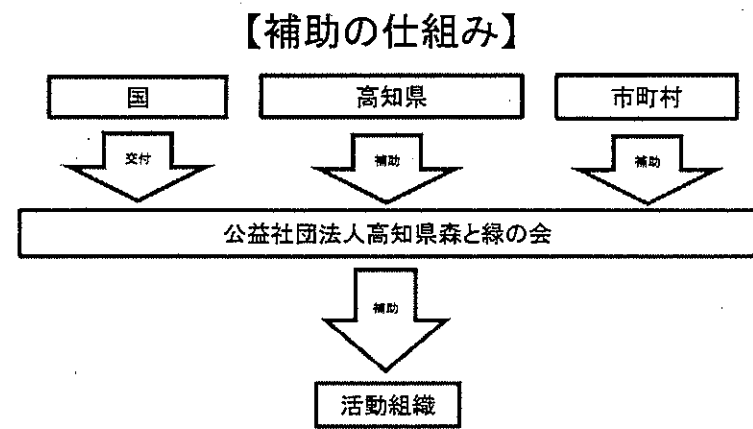 【補助の仕組み】
国
高知県
市町村
交付
補助
補助
公益社団法人高知県森と緑の会
補助
活動組織